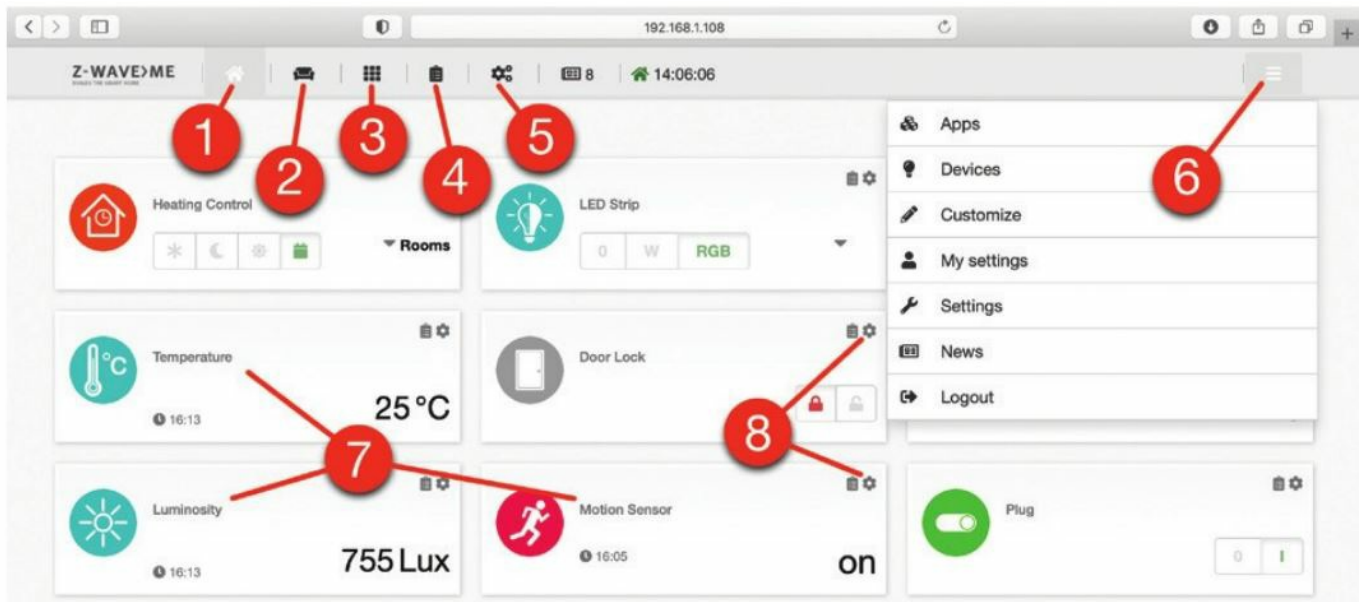 192.168.1.108
Z-WAVE>ME
8
14:06:06
1
2
3
4
5
6
Apps
Devices
Customize
My settings
Settings
News
Logout
Heating Control
Rooms
LED Strip
0 W RGB
Temperature
°C
16:13
25 °C
Door Lock
7
8
Luminosity
16:13
755 Lux
Motion Sensor
16:05
on
Plug
0 I